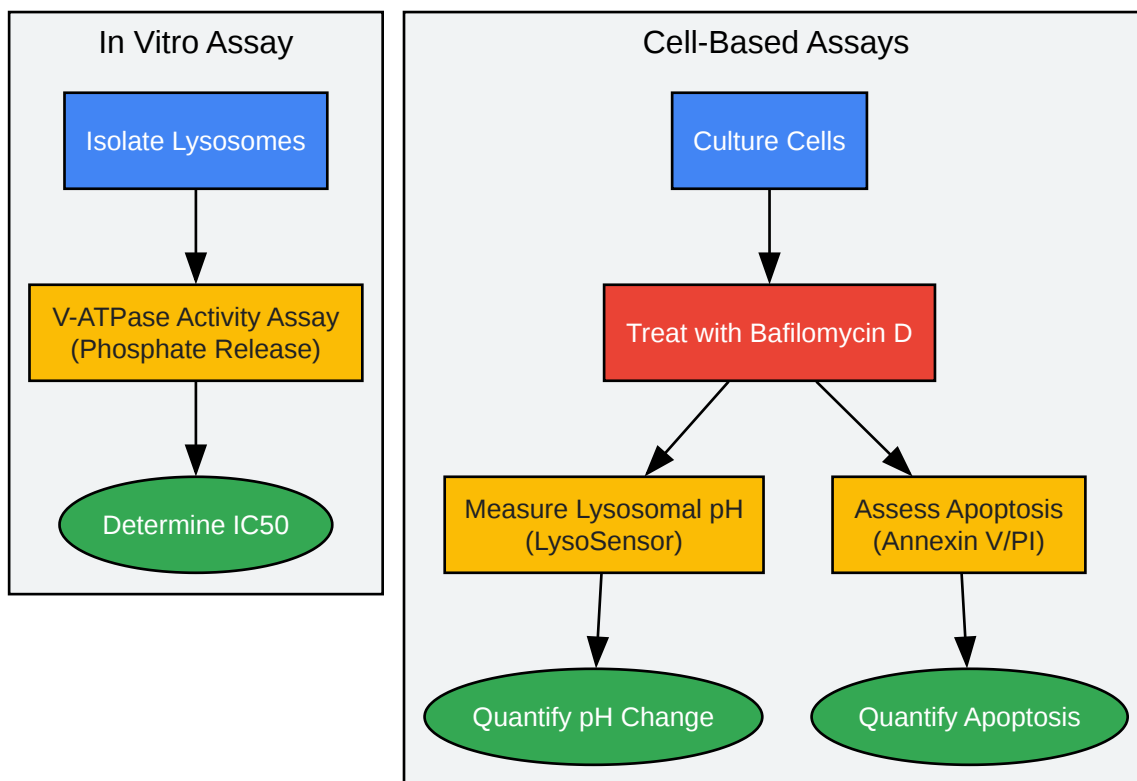 In Vitro Assay
Isolate Lysosomes
V-ATPase Activity Assay
(Phosphate Release)
Determine IC50
Cell-Based Assays
Culture Cells
Treat with Bafilomycin D
Measure Lysosomal pH
(LysoSensor)
Assess Apoptosis
(Annexin V/PI)
Quantify pH Change
Quantify Apoptosis